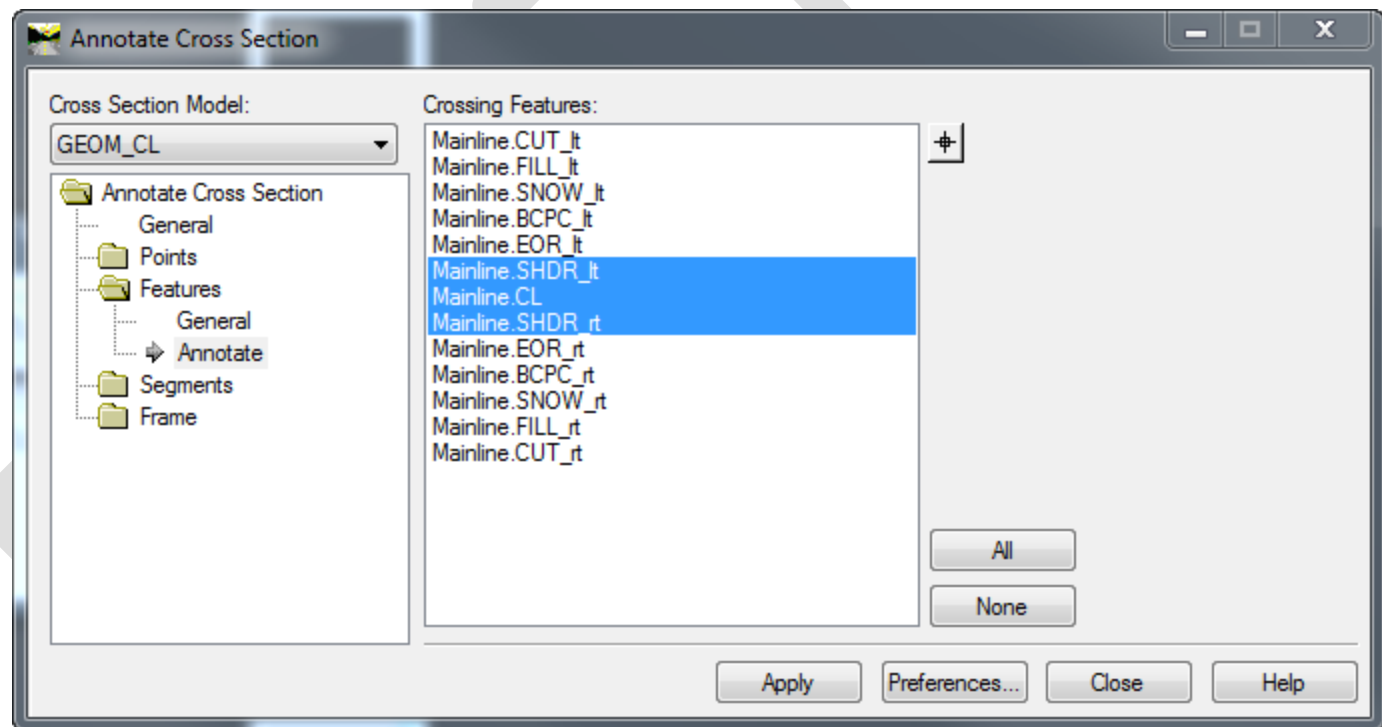 Annotate Cross Section
Cross Section Model:
GEOM_CL
Annotate Cross Section
General
Points
Features
General
Annotate
Segments
Frame
Crossing Features:
Mainline.CUT_lt
Mainline.FILL_lt
Mainline.SNOW_lt
Mainline.BCPC_lt
Mainline.EOR_lt
Mainline.SHDR_lt
Mainline.CL
Mainline.SHDR_rt
Mainline.EOR_rt
Mainline.BCPC_rt
Mainline.SNOW_rt
Mainline.FILL_rt
Mainline.CUT_rt
All
None
Apply Preferences... Close Help